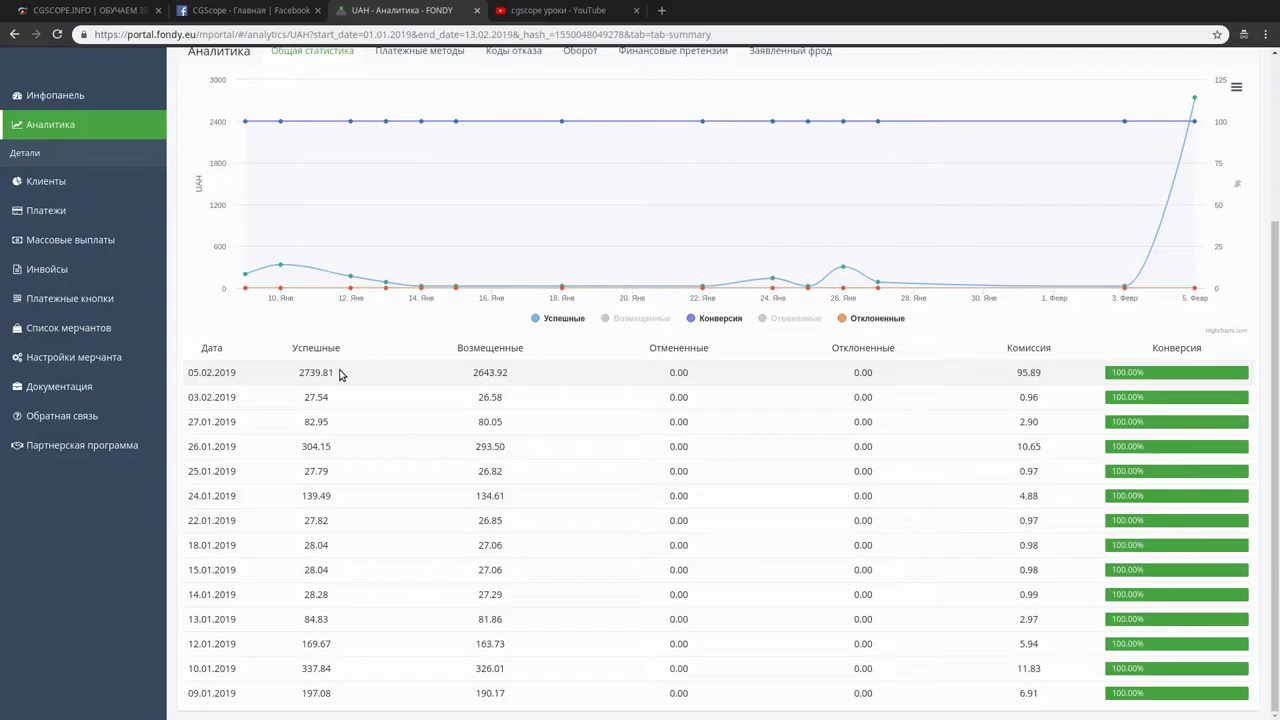 CGSCOPE.INFO | ОБУЧАЕМ 3D
CGScope - Главная | Facebook
UAH - Аналитика - FONDY
cgscope уроки - YouTube
https://portal.fondy.eu/mportal/#/analytics/UAH?start_date=01.01.2019&end_date=13.02.2019&_hash_=1550048049278&tab=tab-summary
Аналитика Общая статистика Платежные методы Коды отказа Оборот Финансовые претензии Заявленный фрод
Инфопанель
Аналитика
Детали
Клиенты
Платежи
Массовые выплаты
Инвойсы
Платежные кнопки
Список мерчантов
Настройки мерчанта
Документация
Обратная связь
Партнерская программа
3000 125
2400 100
1800 75
UAH %
1200 50
600 25
0 0
10. Янв 12. Янв 14. Янв 16. Янв 18. Янв 20. Янв 22. Янв 24. Янв 26. Янв 28. Янв 30. Янв 1. Февр 3. Февр 5. Февр
Успешные Возмещенные Конверсия Отмененные Отклоненные
Highcharts.com
Дата Успешные Возмещенные Отмененные Отклоненные Комиссия Конверсия
05.02.2019 2739.81 2643.92 0.00 0.00 95.89 100.00%
03.02.2019 27.54 26.58 0.00 0.00 0.96 100.00%
27.01.2019 82.95 80.05 0.00 0.00 2.90 100.00%
26.01.2019 304.15 293.50 0.00 0.00 10.65 100.00%
25.01.2019 27.79 26.82 0.00 0.00 0.97 100.00%
24.01.2019 139.49 134.61 0.00 0.00 4.88 100.00%
22.01.2019 27.82 26.85 0.00 0.00 0.97 100.00%
18.01.2019 28.04 27.06 0.00 0.00 0.98 100.00%
15.01.2019 28.04 27.06 0.00 0.00 0.98 100.00%
14.01.2019 28.28 27.29 0.00 0.00 0.99 100.00%
13.01.2019 84.83 81.86 0.00 0.00 2.97 100.00%
12.01.2019 169.67 163.73 0.00 0.00 5.94 100.00%
10.01.2019 337.84 326.01 0.00 0.00 11.83 100.00%
09.01.2019 197.08 190.17 0.00 0.00 6.91 100.00%